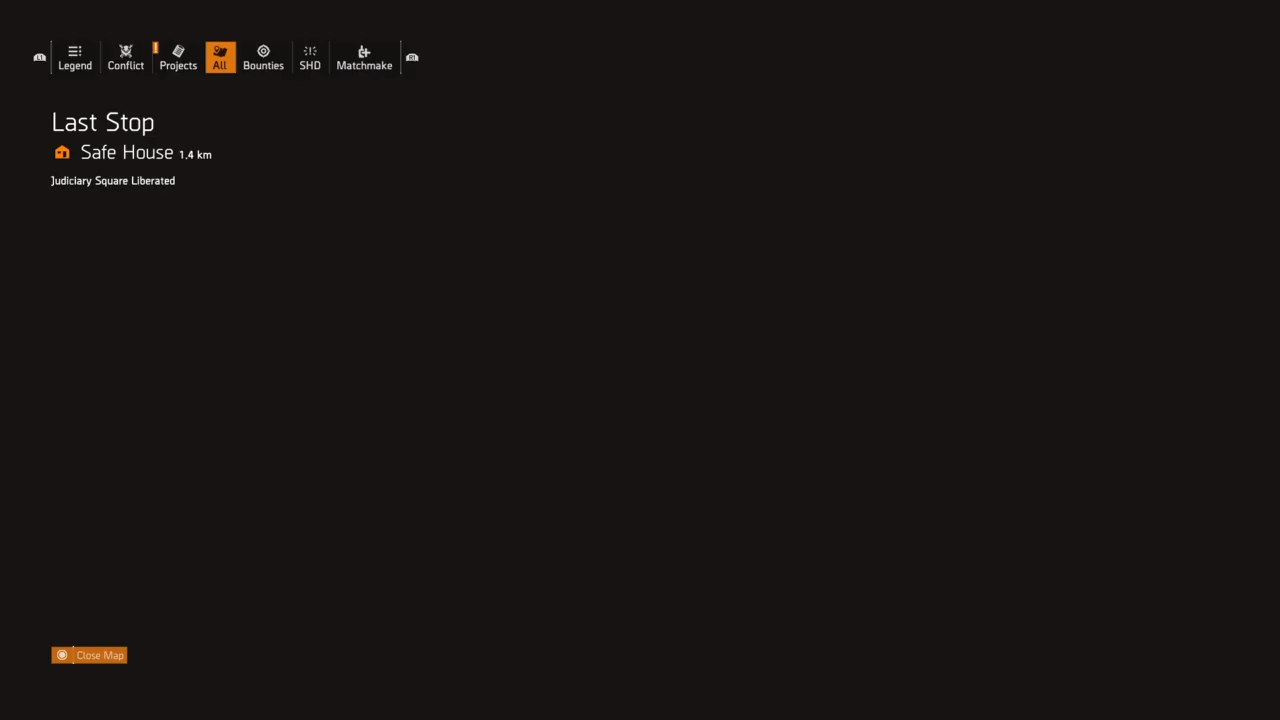 Legend Conflict Projects All Bounties SHD Matchmake
Last Stop
Safe House 1.4 km
Judiciary Square Liberated
Close Map